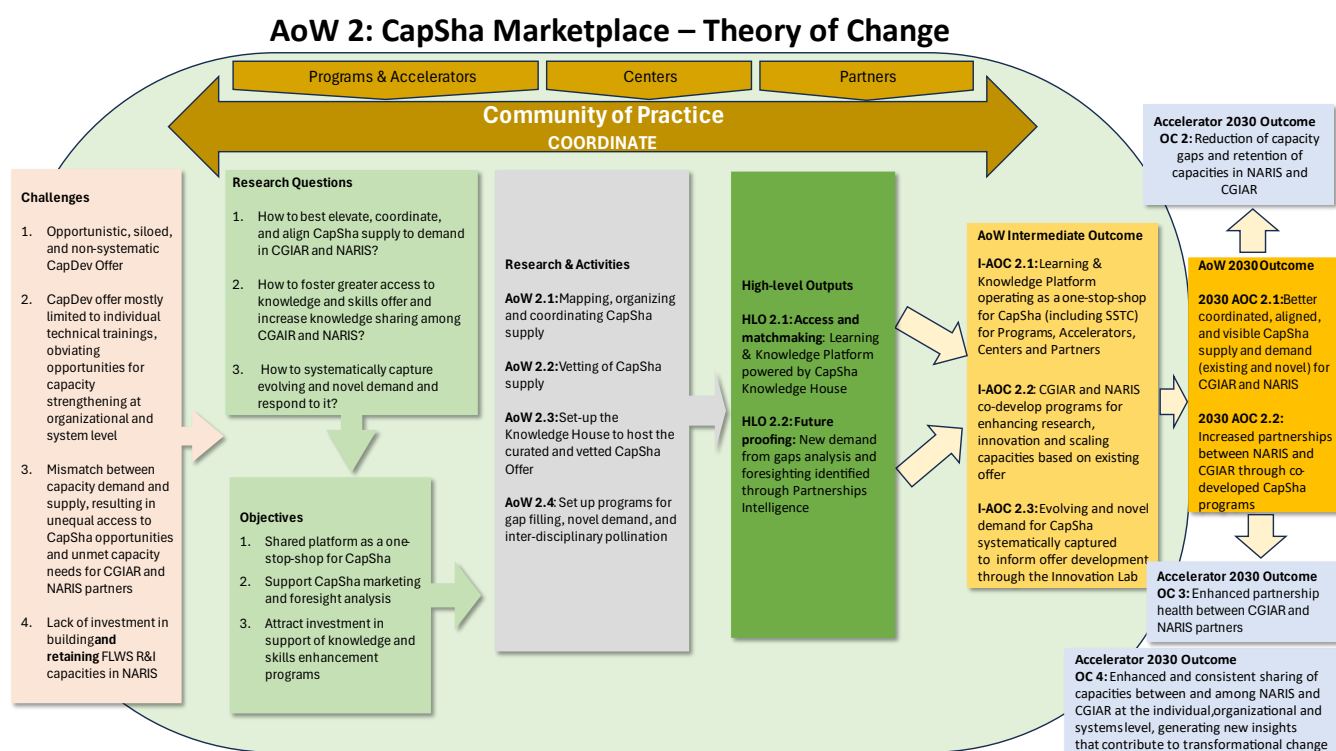 AoW 2: CapSha Marketplace – Theory of Change
Programs & Accelerators
Centers
Partners
Community of Practice
COORDINATE
Challenges
1. Opportunistic, siloed,
and non-systematic
CapDev Offer
2. CapDev offer mostly
limited to individual
technical trainings,
obviating
opportunities for
capacity
strengthening at
organizational and
system level
3. Mismatch between
capacity demand and
supply, resulting in
unequal access to
CapSha opportunities
and unmet capacity
needs for CGIAR and
NARIS partners
4. Lack of investment in
building and
retaining FLWS R&I
capacities in NARIS
Research Questions
1. How to best elevate, coordinate,
and align CapSha supply to demand
in CGIAR and NARIS?
2. How to foster greater access to
knowledge and skills offer and
increase knowledge sharing among
CGAIR and NARIS?
3. How to systematically capture
evolving and novel demand and
respond to it?
Objectives
1. Shared platform as a one-
stop-shop for CapSha
2. Support CapSha marketing
and foresight analysis
3. Attract investment in
support of knowledge and
skills enhancement
programs
Research & Activities
AoW 2.1: Mapping, organizing
and coordinating CapSha
supply
AoW 2.2: Vetting of CapSha
supply
AoW 2.3: Set-up the
Knowledge House to host the
curated and vetted CapSha
Offer
AoW 2.4: Set up programs for
gap filling, novel demand, and
inter-disciplinary pollination
High-level Outputs
HLO 2.1: Access and
matchmaking: Learning
& Knowledge Platform
powered by CapSha
Knowledge House
HLO 2.2: Future
proofing: New demand
from gaps analysis and
foresighting identified
through Partnerships
Intelligence
AoW Intermediate Outcome
I-AOC 2.1: Learning &
Knowledge Platform
operating as a one-stop-shop
for CapSha (including SSTC)
for Programs, Accelerators,
Centers and Partners
I-AOC 2.2: CGIAR and NARIS
co-develop programs for
enhancing research,
innovation and scaling
capacities based on existing
offer
I-AOC 2.3: Evolving and novel
demand for CapSha
systematically captured
to inform offer development
through the Innovation Lab
Accelerator 2030 Outcome
OC 2: Reduction of capacity
gaps and retention of
capacities in NARIS and
CGIAR
AoW 2030 Outcome
2030 AOC 2.1: Better
coordinated, aligned,
and visible CapSha
supply and demand
(existing and novel) for
CGIAR and NARIS
2030 AOC 2.2:
Increased partnerships
between NARIS and
CGIAR through co-
developed CapSha
programs
Accelerator 2030 Outcome
OC 3: Enhanced partnership
health between CGIAR and
NARIS partners
Accelerator 2030 Outcome
OC 4: Enhanced and consistent sharing of
capacities between and among NARIS and
CGIAR at the individual,organizational and
systems level, generating new insights
that contribute to transformational change